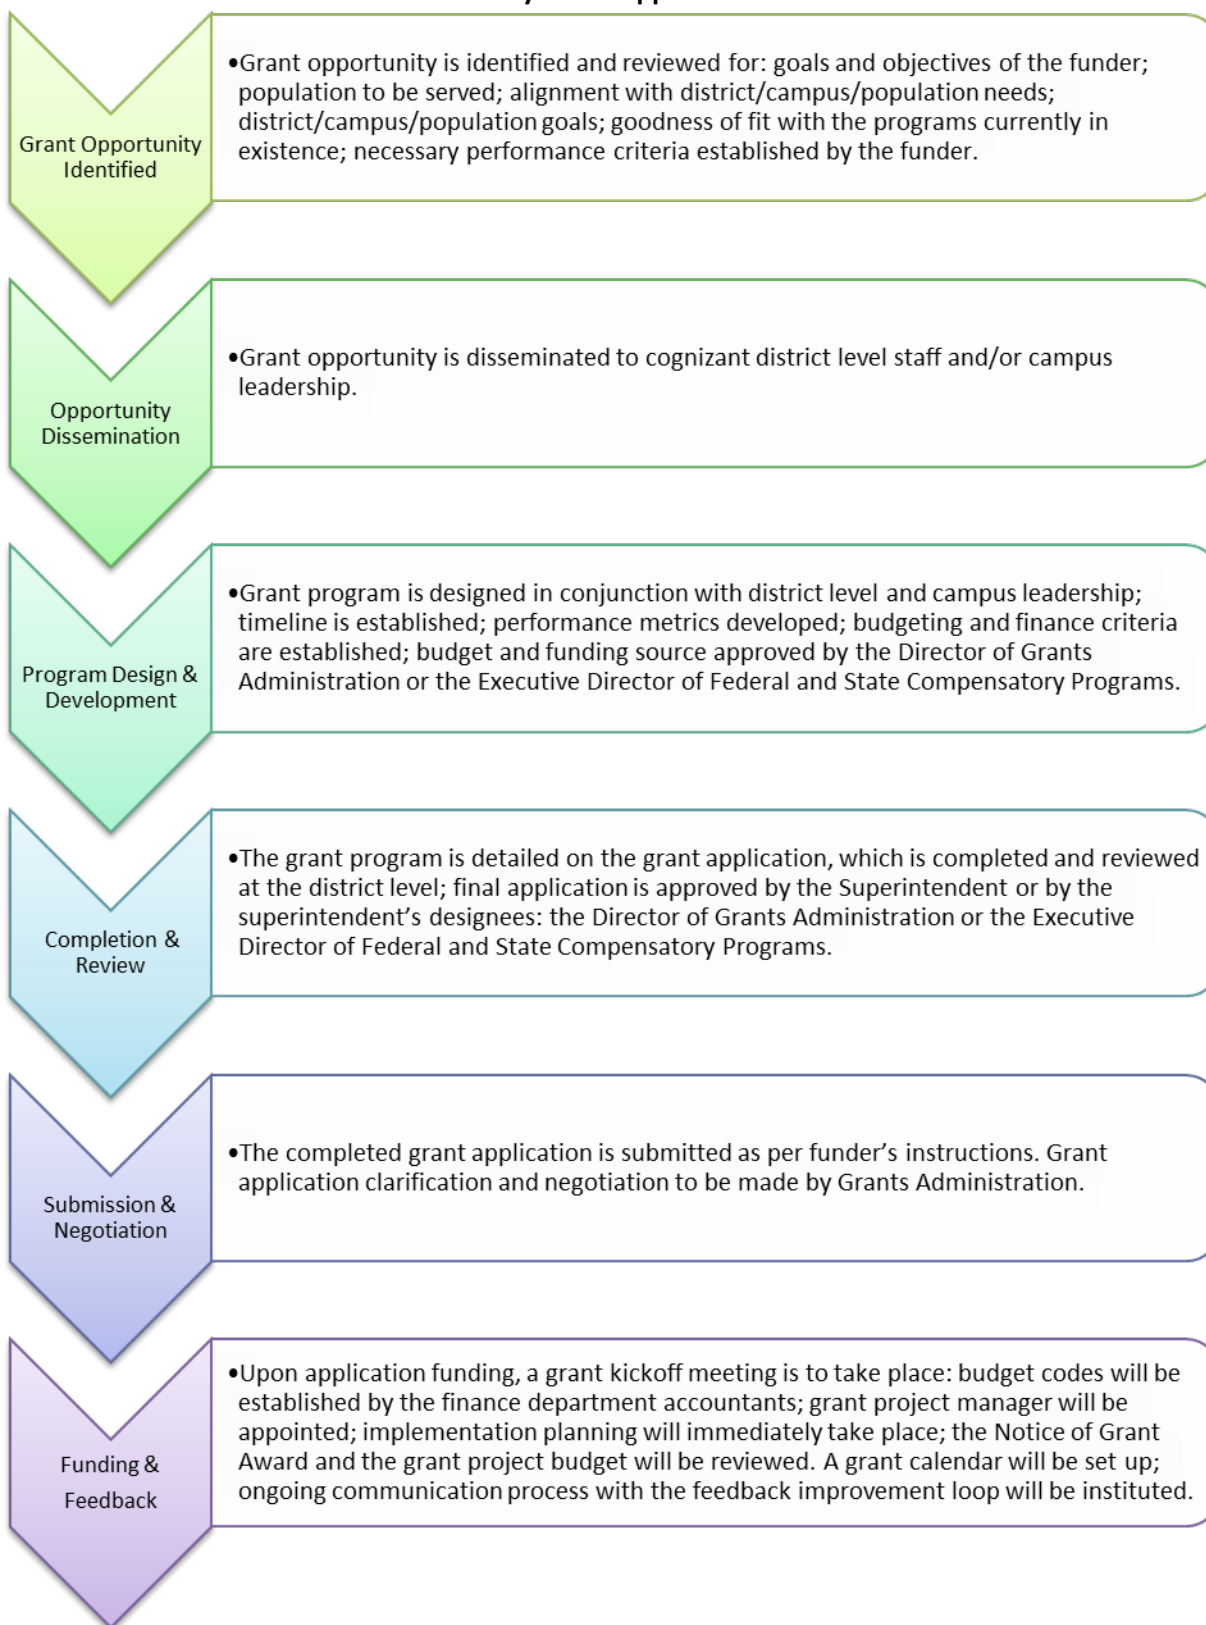 Grant Opportunity
Identified
•Grant opportunity is identified and reviewed for: goals and objectives of the funder;
population to be served; alignment with district/campus/population needs;
district/campus/population goals; goodness of fit with the programs currently in
existence; necessary performance criteria established by the funder.
Opportunity
Dissemination
•Grant opportunity is disseminated to cognizant district level staff and/or campus
leadership.
Program Design &
Development
•Grant program is designed in conjunction with district level and campus leadership;
timeline is established; performance metrics developed; budgeting and finance criteria
are established; budget and funding source approved by the Director of Grants
Administration or the Executive Director of Federal and State Compensatory Programs.
Completion &
Review
•The grant program is detailed on the grant application, which is completed and reviewed
at the district level; final application is approved by the Superintendent or by the
superintendent’s designees: the Director of Grants Administration or the Executive
Director of Federal and State Compensatory Programs.
Submission &
Negotiation
•The completed grant application is submitted as per funder’s instructions. Grant
application clarification and negotiation to be made by Grants Administration.
Funding &
Feedback
•Upon application funding, a grant kickoff meeting is to take place: budget codes will be
established by the finance department accountants; grant project manager will be
appointed; implementation planning will immediately take place; the Notice of Grant
Award and the grant project budget will be reviewed. A grant calendar will be set up;
ongoing communication process with the feedback improvement loop will be instituted.